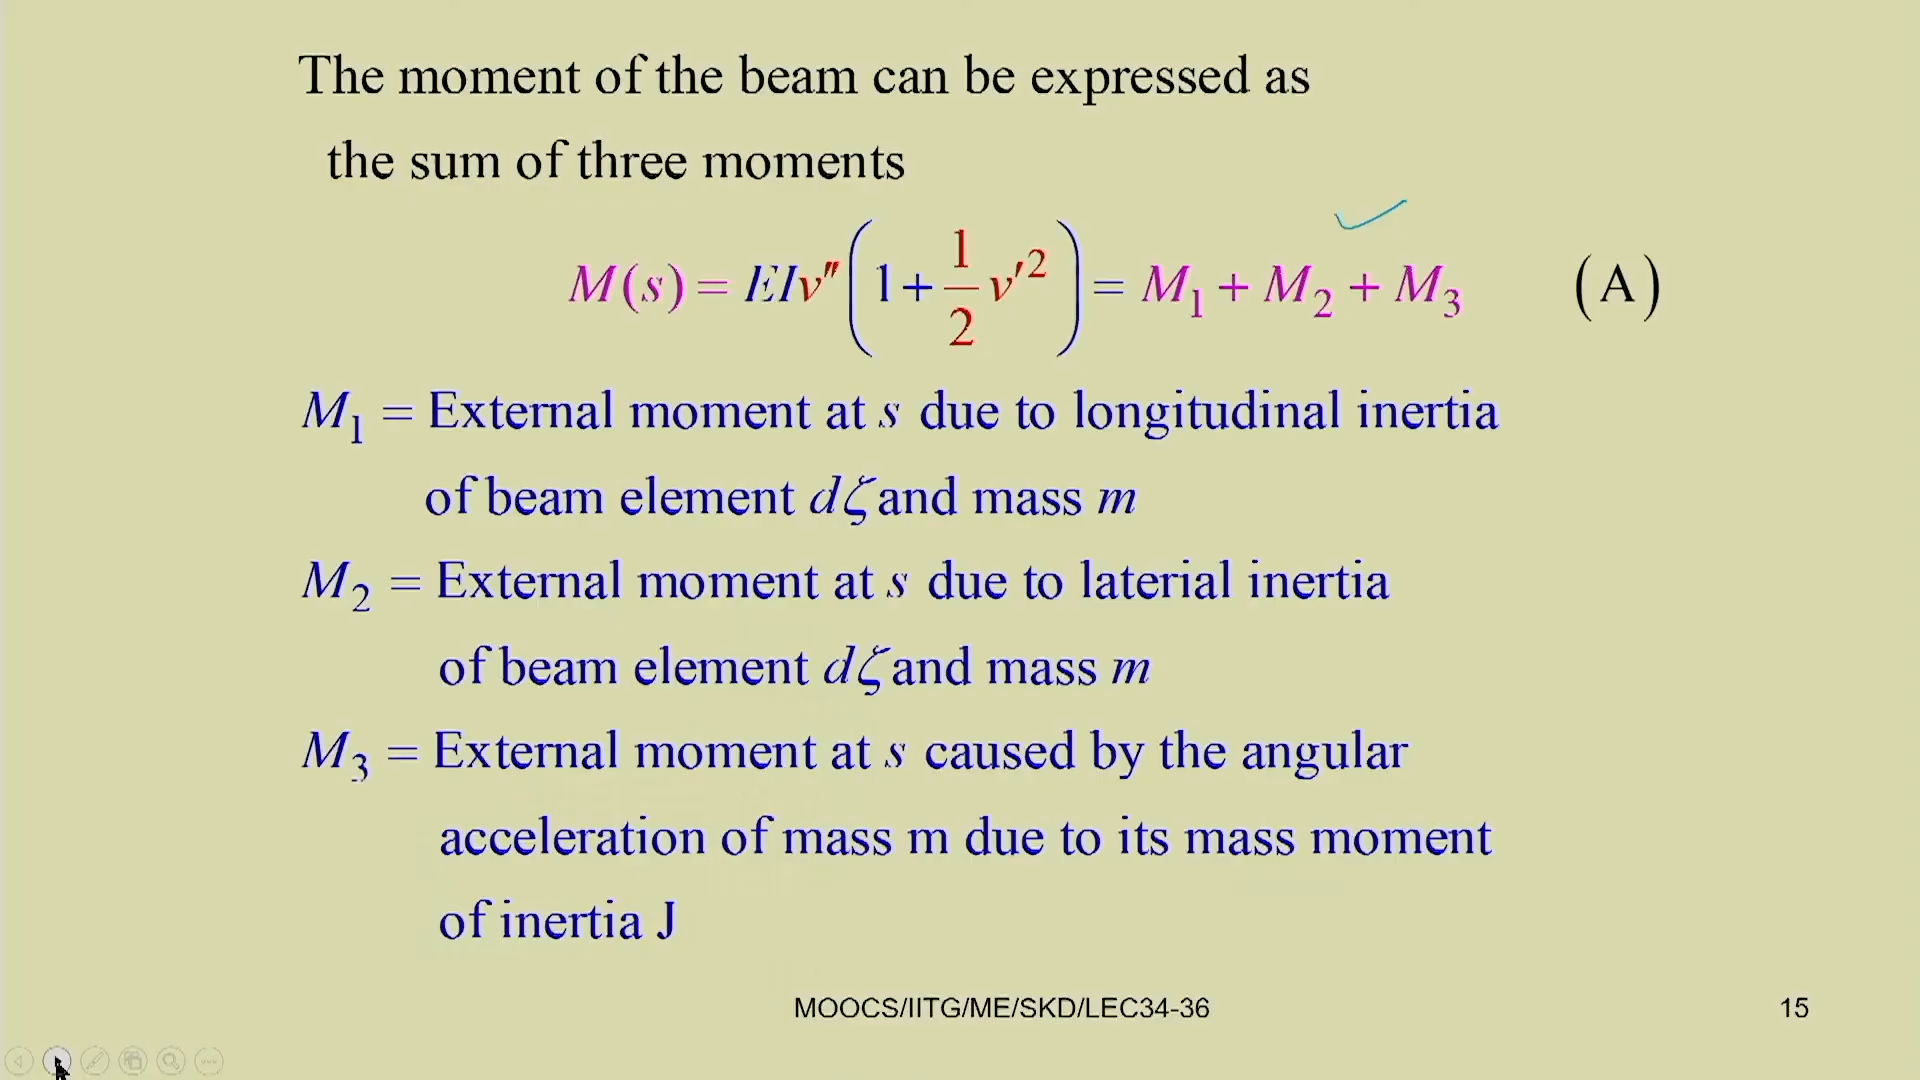 The moment of the beam can be expressed as
the sum of three moments
M(s) = EIv″(1 + 1/2 v′²) = M₁ + M₂ + M₃ (A)
M₁ = External moment at s due to longitudinal inertia
of beam element dζ and mass m
M₂ = External moment at s due to laterial inertia
of beam element dζ and mass m
M₃ = External moment at s caused by the angular
acceleration of mass m due to its mass moment
of inertia J
MOOCS/IITG/ME/SKD/LEC34-36 15